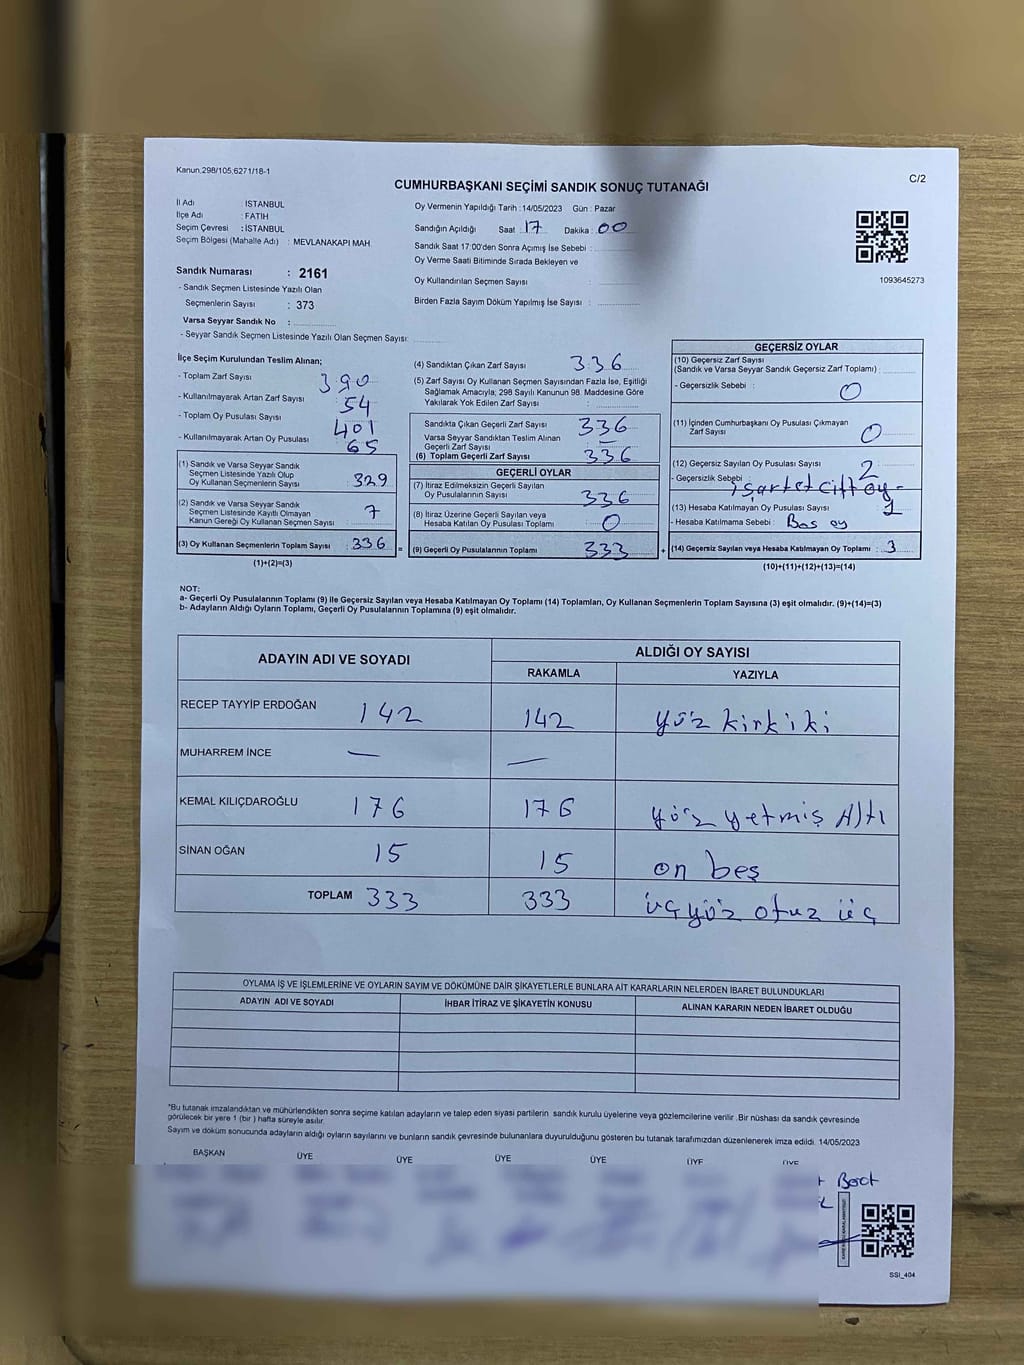 Kanun.298/105,6271/18-1
C/2
CUMHURBAŞKANI SEÇİMİ SANDIK SONUÇ TUTANAĞI
İl Adı : İSTANBUL
İlçe Adı : FATİH
Seçim Çevresi : İSTANBUL
Seçim Bölgesi (Mahalle Adı) : MEVLANAKAPI MAH.
Sandık Numarası : 2161
- Sandık Seçmen Listesinde Yazılı Olan
Seçmenlerin Sayısı : 373
Varsa Seyyar Sandık No :
- Seyyar Sandık Seçmen Listesinde Yazılı Olan Seçmen Sayısı:
Oy Vermenin Yapıldığı Tarih :14/05/2023 Gün : Pazar
Sandığın Açıldığı Saat : 17 Dakika : 00
Sandık Saat 17:00'den Sonra Açımış İse Sebebi :
Oy Verme Saati Bitiminde Sırada Bekleyen ve
Oy Kullandırılan Seçmen Sayısı :
Birden Fazla Sayım Döküm Yapılmış İse Sayısı :
1093645273
İlçe Seçim Kurulundan Teslim Alınan;
- Toplam Zarf Sayısı : 390
- Kullanılmayarak Artan Zarf Sayısı : 54
- Toplam Oy Pusulası Sayısı : 401
- Kullanılmayarak Artan Oy Pusulası : 65
(1) Sandık ve Varsa Seyyar Sandık
Seçmen Listesinde Yazılı Olup
Oy Kullanan Seçmenlerin Sayısı : 329
(2) Sandık ve Varsa Seyyar Sandık
Seçmen Listesinde Kayıtlı Olmayan
Kanun Gereği Oy Kullanan Seçmen Sayısı : 7
(3) Oy Kullanan Seçmenlerin Toplam Sayısı : 336
(1)+(2)=(3)
=
(4) Sandıktan Çıkan Zarf Sayısı : 336
(5) Zarf Sayısı Oy Kullanan Seçmen Sayısından Fazla İse, Eşitliği
Sağlamak Amacıyla; 298 Sayılı Kanunun 98. Maddesine Göre
Yakılarak Yok Edilen Zarf Sayısı :
Sandıkta Çıkan Geçerli Zarf Sayısı : 336
Varsa Seyyar Sandıktan Teslim Alınan
Geçerli Zarf Sayısı : —
(6) Toplam Geçerli Zarf Sayısı : 336
GEÇERLİ OYLAR
(7) İtiraz Edilmeksizin Geçerli Sayılan
Oy Pusulalarının Sayısı : 336
(8) İtiraz Üzerine Geçerli Sayılan veya
Hesaba Katılan Oy Pusulası Toplamı : 0
(9) Geçerli Oy Pusulalarının Toplamı : 333
+
GEÇERSİZ OYLAR
(10) Geçersiz Zarf Sayısı
(Sandık ve Varsa Seyyar Sandık Geçersiz Zarf Toplamı) :
- Geçersizlik Sebebi : 0
(11) İçinden Cumhurbaşkanı Oy Pusulası Çıkmayan
Zarf Sayısı : 0
(12) Geçersiz Sayılan Oy Pusulası Sayısı : 2
- Geçersizlik Sebebi : işartet çift oy -
(13) Hesaba Katılmayan Oy Pusulası Sayısı : 1
- Hesaba Katılmama Sebebi : Bos oy
(14) Geçersiz Sayılan veya Hesaba Katılmayan Oy Toplamı : 3
(10)+(11)+(12)+(13)=(14)
NOT:
a- Geçerli Oy Pusulalarının Toplamı (9) ile Geçersiz Sayılan veya Hesaba Katılmayan Oy Toplamı (14) Toplamları, Oy Kullanan Seçmenlerin Toplam Sayısına (3) eşit olmalıdır. (9)+(14)=(3)
b- Adayların Aldığı Oyların Toplamı, Geçerli Oy Pusulalarının Toplamına (9) eşit olmalıdır.
ADAYIN ADI VE SOYADI ALDIĞI OY SAYISI
RAKAMLA YAZIYLA
RECEP TAYYİP ERDOĞAN 142 142 yüz kirkiki
MUHARREM İNCE — —
KEMAL KILIÇDAROĞLU 176 176 yüz yetmiş Altı
SİNAN OĞAN 15 15 on beş
TOPLAM 333 333 üçyüz otuz üç
OYLAMA İŞ VE İŞLEMLERİNE VE OYLARIN SAYIM VE DÖKÜMÜNE DAİR ŞİKAYETLERLE BUNLARA AİT KARARLARIN NELERDEN İBARET BULUNDUKLARI
ADAYIN ADI VE SOYADI İHBAR İTİRAZ VE ŞİKAYETİN KONUSU ALINAN KARARIN NEDEN İBARET OLDUĞU
*Bu tutanak imzalandıktan ve mühürlendikten sonra seçime katılan adayların ve talep eden siyasi partilerin sandık kurulu üyelerine veya gözlemcilerine verilir .Bir nüshası da sandık çevresinde
görülecek bir yere 1 (bir ) hafta süreyle asılır.
Sayım ve döküm sonucunda adayların aldığı oyların sayılarını ve bunların sandık çevresinde bulunanlara duyurulduğunu gösteren bu tutanak tarafımızdan düzenlenerek imza edildi. 14/05/2023
BAŞKAN ÜYE ÜYE ÜYE ÜYE ÜYE ÜYE
Berat
SSI_404